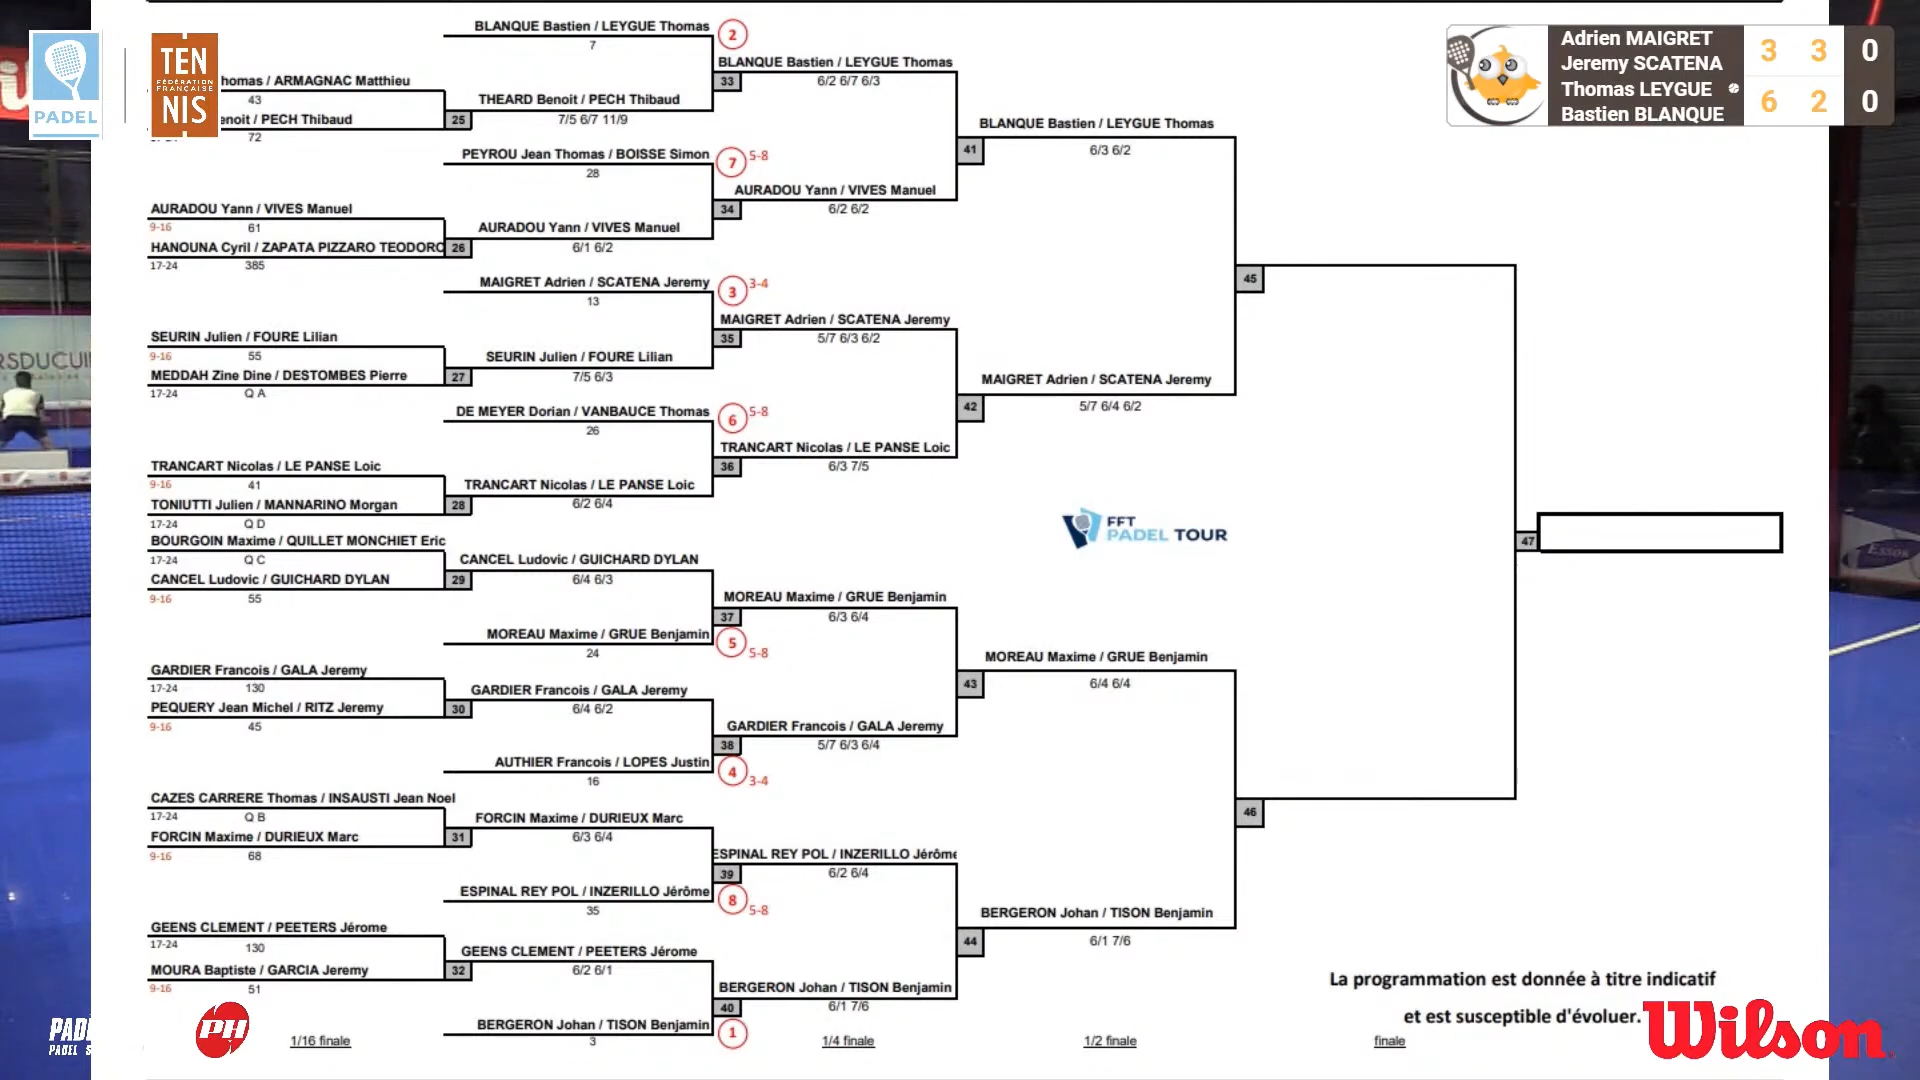 BLANQUE Bastien / LEYGUE Thomas
7
2
homas / ARMAGNAC Matthieu
43
enoit / PECH Thibaud
72
25
THEARD Benoit / PECH Thibaud
7/5 6/7 11/9
33
BLANQUE Bastien / LEYGUE Thomas
6/2 6/7 6/3
PEYROU Jean Thomas / BOISSE Simon
28
7
5-8
AURADOU Yann / VIVES Manuel
9-16
61
HANOUNA Cyril / ZAPATA PIZZARO TEODORO
17-24
385
26
AURADOU Yann / VIVES Manuel
6/1 6/2
34
AURADOU Yann / VIVES Manuel
6/2 6/2
41
BLANQUE Bastien / LEYGUE Thomas
6/3 6/2
MAIGRET Adrien / SCATENA Jeremy
13
3
3-4
SEURIN Julien / FOURE Lilian
9-16
55
MEDDAH Zine Dine / DESTOMBES Pierre
17-24
Q A
27
SEURIN Julien / FOURE Lilian
7/5 6/3
35
MAIGRET Adrien / SCATENA Jeremy
5/7 6/3 6/2
DE MEYER Dorian / VANBAUCE Thomas
26
6
5-8
TRANCART Nicolas / LE PANSE Loic
9-16
41
TONIUTTI Julien / MANNARINO Morgan
17-24
Q D
28
TRANCART Nicolas / LE PANSE Loic
6/2 6/4
36
TRANCART Nicolas / LE PANSE Loic
6/3 7/5
42
MAIGRET Adrien / SCATENA Jeremy
5/7 6/4 6/2
45
BOURGOIN Maxime / QUILLET MONCHIET Eric
17-24
Q C
CANCEL Ludovic / GUICHARD DYLAN
9-16
55
29
CANCEL Ludovic / GUICHARD DYLAN
6/4 6/3
MOREAU Maxime / GRUE Benjamin
24
37
5
5-8
MOREAU Maxime / GRUE Benjamin
6/3 6/4
GARDIER Francois / GALA Jeremy
17-24
130
PEQUERY Jean Michel / RITZ Jeremy
9-16
45
30
GARDIER Francois / GALA Jeremy
6/4 6/2
AUTHIER Francois / LOPES Justin
16
38
4
3-4
GARDIER Francois / GALA Jeremy
5/7 6/3 6/4
43
MOREAU Maxime / GRUE Benjamin
6/4 6/4
CAZES CARRERE Thomas / INSAUSTI Jean Noel
17-24
Q B
FORCIN Maxime / DURIEUX Marc
9-16
68
31
FORCIN Maxime / DURIEUX Marc
6/3 6/4
ESPINAL REY POL / INZERILLO Jérôme
35
39
8
5-8
ESPINAL REY POL / INZERILLO Jérôme
6/2 6/4
GEENS CLEMENT / PEETERS Jérome
17-24
130
MOURA Baptiste / GARCIA Jeremy
9-16
51
32
GEENS CLEMENT / PEETERS Jérome
6/2 6/1
BERGERON Johan / TISON Benjamin
3
40
1
BERGERON Johan / TISON Benjamin
6/1 7/6
44
BERGERON Johan / TISON Benjamin
6/1 7/6
46
47
FFT
PADEL TOUR
1/16 finale
1/4 finale
1/2 finale
finale
La programmation est donnée à titre indicatif
et est susceptible d'évoluer.
Adrien MAIGRET
Jeremy SCATENA
3 3 0
Thomas LEYGUE
Bastien BLANQUE
6 2 0
PADEL
TEN
FÉDÉRATION
FRANÇAISE
NIS
RSDUCUI
PH
Wilson